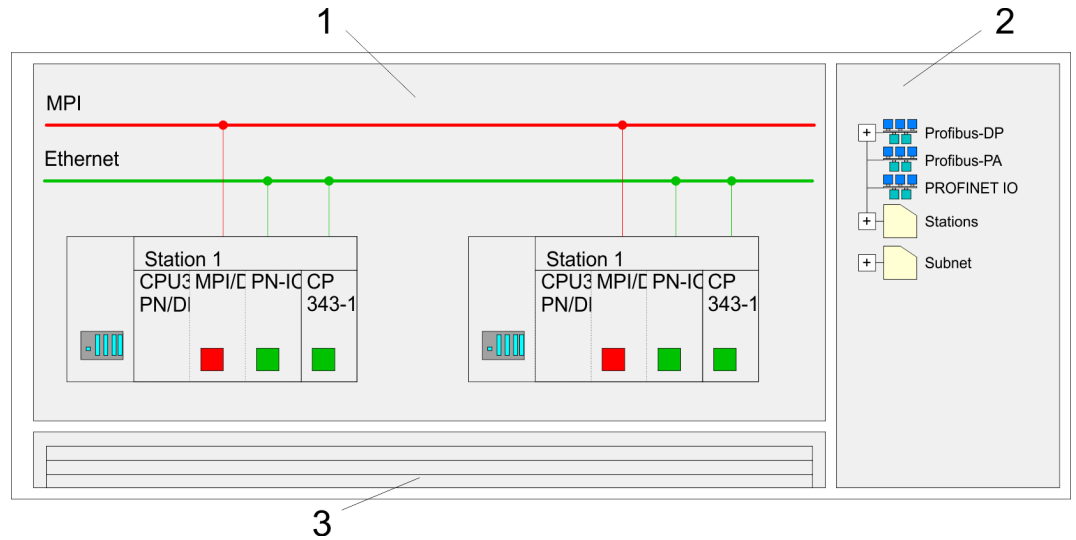 1
2
MPI
Ethernet
Station 1
CPU3 MPI/D PN-IO CP
PN/DI 343-1
Station 1
CPU3 MPI/D PN-IO CP
PN/DI 343-1
Profibus-DP
Profibus-PA
PROFINET IO
Stations
Subnet
3